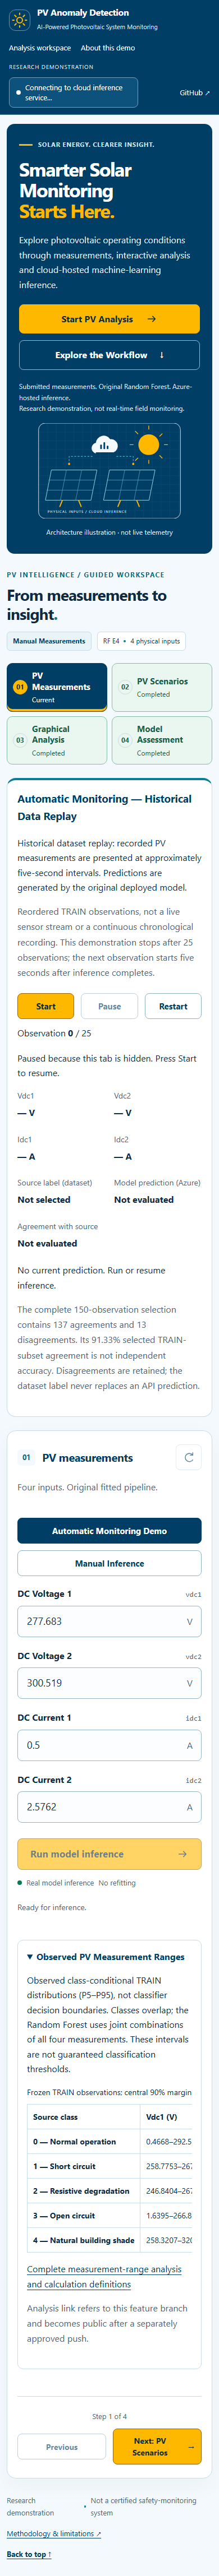 PV Anomaly Detection
AI-Powered Photovoltaic System Monitoring
Analysis workspace About this demo
RESEARCH DEMONSTRATION
Connecting to cloud inference
service...
GitHub ↗
SOLAR ENERGY. CLEARER INSIGHT.
Smarter Solar
Monitoring
Starts Here.
Explore photovoltaic operating conditions
through measurements, interactive analysis
and cloud-hosted machine-learning
inference.
Start PV Analysis →
Explore the Workflow ↓
Submitted measurements. Original Random Forest. Azure-
hosted inference.
Research demonstration, not real-time field monitoring.
PHYSICAL INPUTS / CLOUD INFERENCE
Architecture illustration · not live telemetry
PV INTELLIGENCE / GUIDED WORKSPACE
From measurements to
insight.
Manual Measurements
RF E4 • 4 physical inputs
01
PV
Measurements
Current
02
PV Scenarios
Completed
03
Graphical
Analysis
Completed
04
Model
Assessment
Completed
Automatic Monitoring — Historical
Data Replay
Historical dataset replay: recorded PV
measurements are presented at approximately
five-second intervals. Predictions are
generated by the original deployed model.
Reordered TRAIN observations, not a live
sensor stream or a continuous chronological
recording. This demonstration stops after 25
observations; the next observation starts five
seconds after inference completes.
Start
Pause
Restart
Observation 0 / 25
Paused because this tab is hidden. Press Start
to resume.
Vdc1 Vdc2
— V — V
Idc1 Idc2
— A — A
Source label (dataset) Model prediction (Azure)
Not selected Not evaluated
Agreement with source
Not evaluated
No current prediction. Run or resume
inference.
The complete 150-observation selection
contains 137 agreements and 13
disagreements. Its 91.33% selected TRAIN-
subset agreement is not independent
accuracy. Disagreements are retained; the
dataset label never replaces an API prediction.
01 PV measurements
Four inputs. Original fitted pipeline.
Automatic Monitoring Demo
Manual Inference
DC Voltage 1 vdc1
277.683 V
DC Voltage 2 vdc2
300.519 V
DC Current 1 idc1
0.5 A
DC Current 2 idc2
2.5762 A
Run model inference →
Real model inference No refitting
Ready for inference.
▼ Observed PV Measurement Ranges
Observed class-conditional TRAIN
distributions (P5–P95), not classifier
decision boundaries. Classes overlap; the
Random Forest uses joint combinations
of all four measurements. These intervals
are not guaranteed classification
thresholds.
Frozen TRAIN observations; central 90% margin
Source class Vdc1 (V)
0 — Normal operation 0.4668–292.5
1 — Short circuit 258.7753–267
2 — Resistive degradation 246.8404–267
3 — Open circuit 1.6395–266.8
4 — Natural building shade 258.3207–320
Complete measurement-range analysis
and calculation definitions
Analysis link refers to this feature branch
and becomes public after a separately
approved push.
Step 1 of 4
Previous
Next: PV
Scenarios →
Research
demonstration
•
Not a certified safety-monitoring
system
Methodology & limitations ↗
Back to top ↑